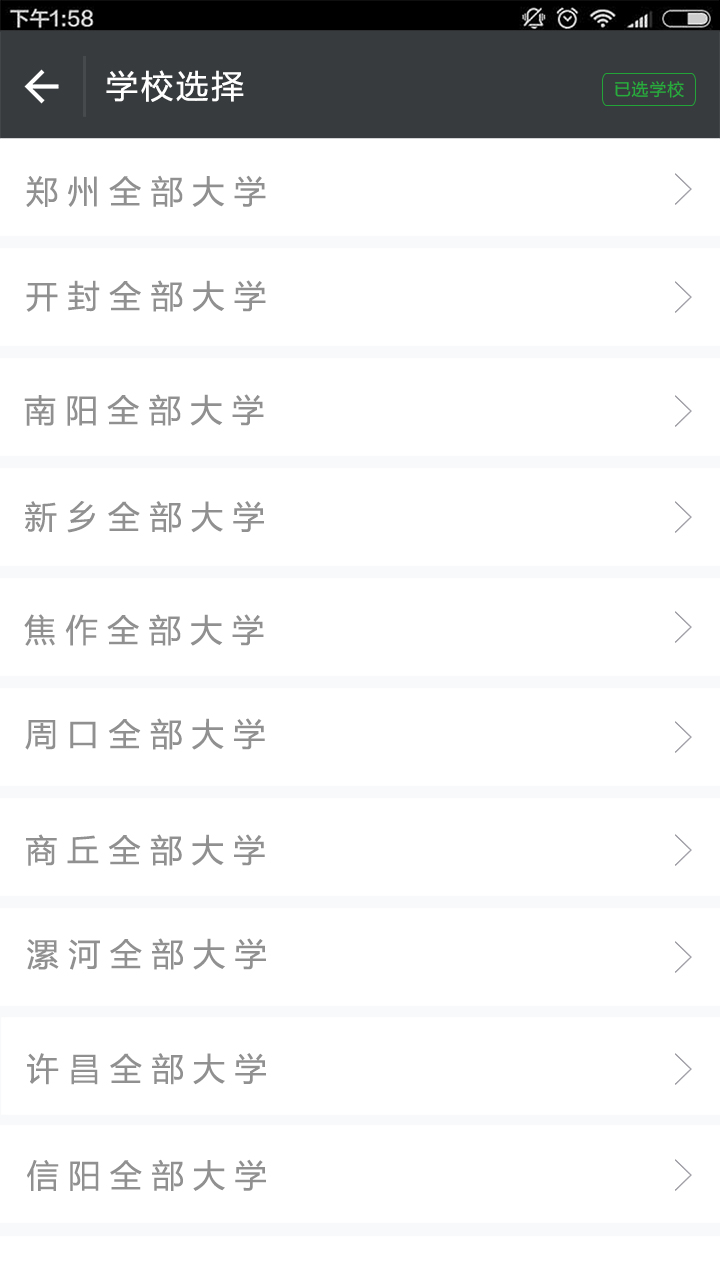 下午1:58
学校选择
已选学校
郑州全部大学
开封全部大学
南阳全部大学
新乡全部大学
焦作全部大学
周口全部大学
商丘全部大学
漯河全部大学
许昌全部大学
信阳全部大学